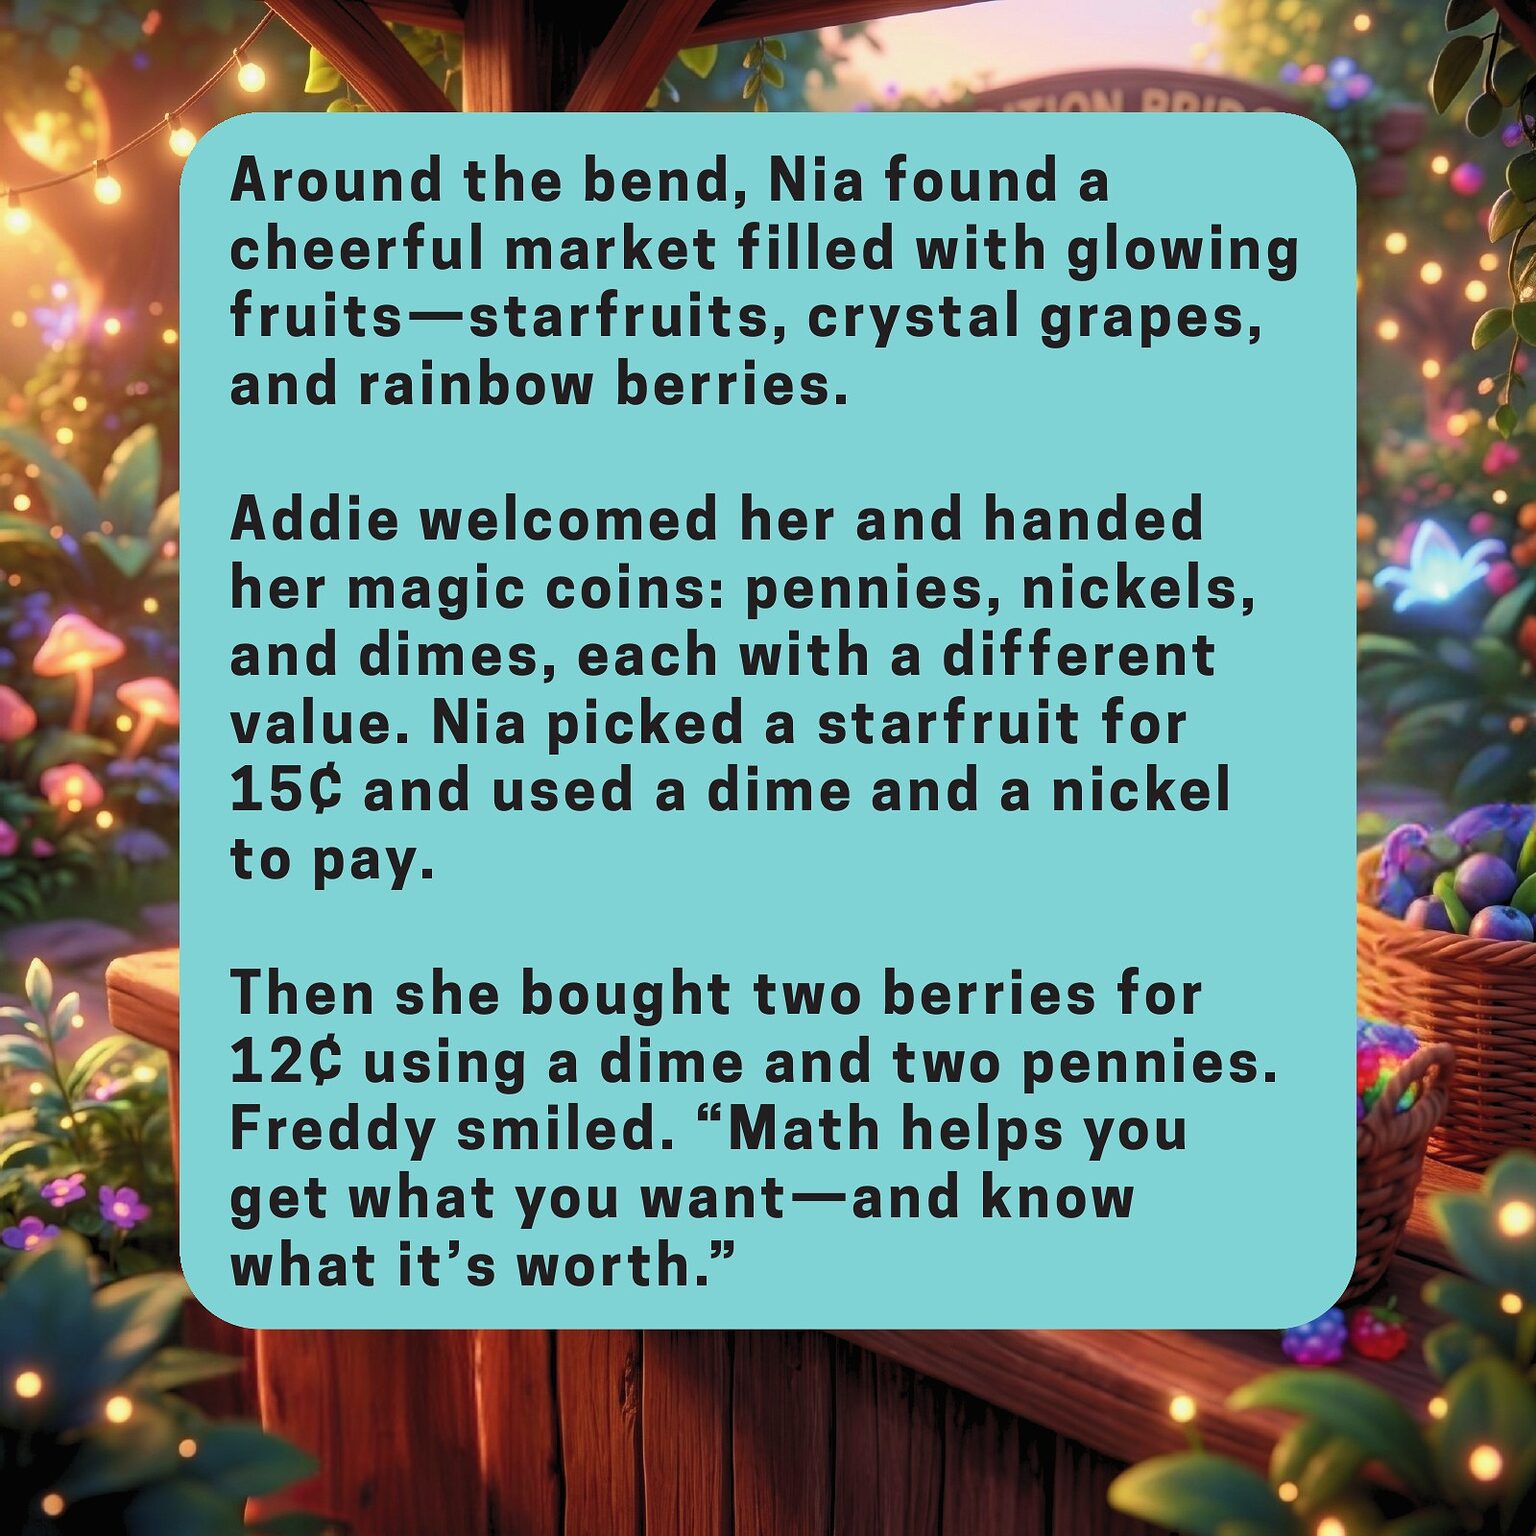 Around the bend, Nia found a
cheerful market filled with glowing
fruits—starfruits, crystal grapes,
and rainbow berries.
Addie welcomed her and handed
her magic coins: pennies, nickels,
and dimes, each with a different
value. Nia picked a starfruit for
15₵ and used a dime and a nickel
to pay.
Then she bought two berries for
12₵ using a dime and two pennies.
Freddy smiled. “Math helps you
get what you want—and know
what it’s worth.”